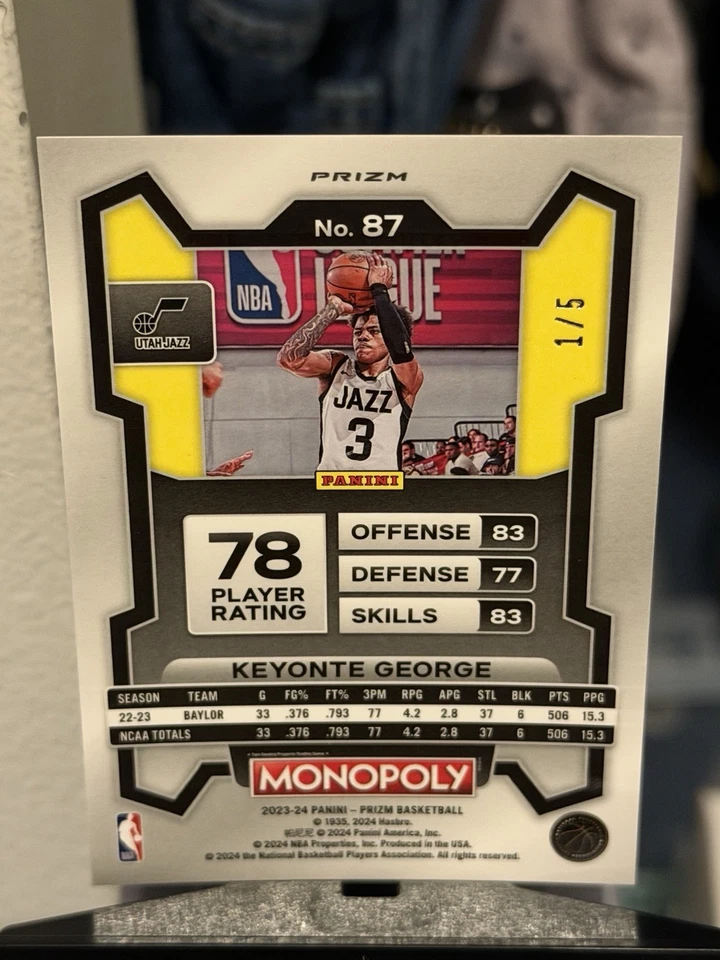 PRIZM
No. 87
SUMMER
LEAGUE
NBA
UTAH JAZZ
1/5
JAZZ
3
PANINI
78
PLAYER
RATING
OFFENSE 83
DEFENSE 77
SKILLS 83
KEYONTE GEORGE
SEASON TEAM G FG% FT% 3PM RPG APG STL BLK PTS PPG
22-23 BAYLOR 33 .376 .793 77 4.2 2.8 37 6 506 15.3
NCAA TOTALS 33 .376 .793 77 4.2 2.8 37 6 506 15.3
MONOPOLY
2023-24 PANINI – PRIZM BASKETBALL
© 1935, 2024 Hasbro.
© 2024 Panini America, Inc.
© 2024 NBA Properties, Inc. Produced in the USA.
© 2024 the National Basketball Players Association. All rights reserved.